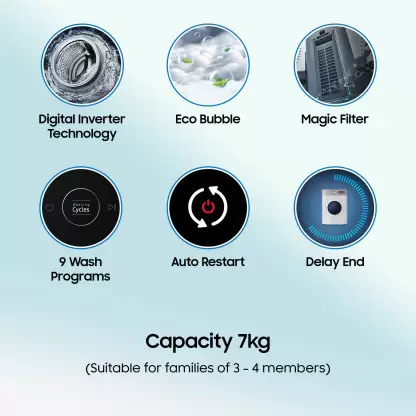 Digital Inverter
Technology
Eco Bubble
Magic Filter
Washing
Cycles
9 Wash
Programs
Auto Restart
Delay End
Capacity 7kg
(Suitable for families of 3 - 4 members)